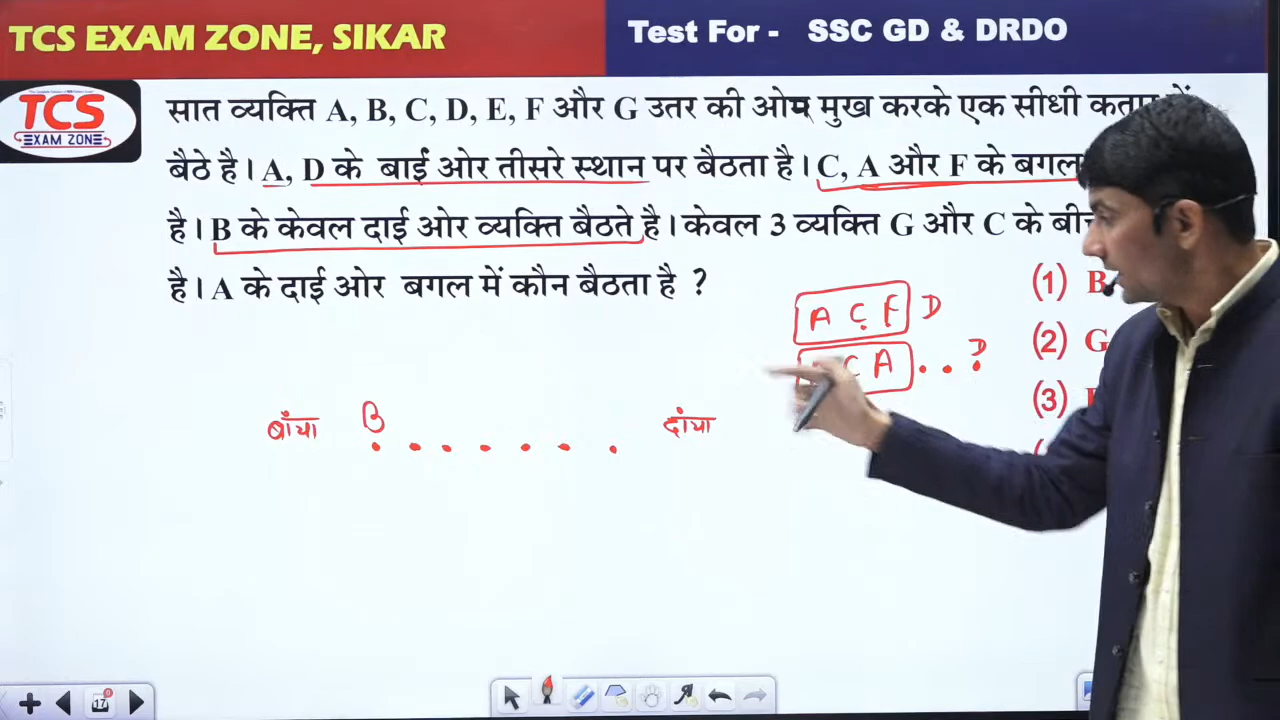 TCS EXAM ZONE, SIKAR
Test For - SSC GD & DRDO
TCS
EXAM ZONE
सात व्यक्ति A, B, C, D, E, F और G उतर की ओर मुख करके एक सीधी कतार में
बैठे है। A, D के बाईं ओर तीसरे स्थान पर बैठता है। C, A और F के बगल
है। B के केवल दाई ओर व्यक्ति बैठते है। केवल 3 व्यक्ति G और C के बीच
है। A के दाई ओर बगल में कौन बैठता है ?
(1) B
A C F D
(2) G
C A . . . D
(3)
बाँया B दांया
17